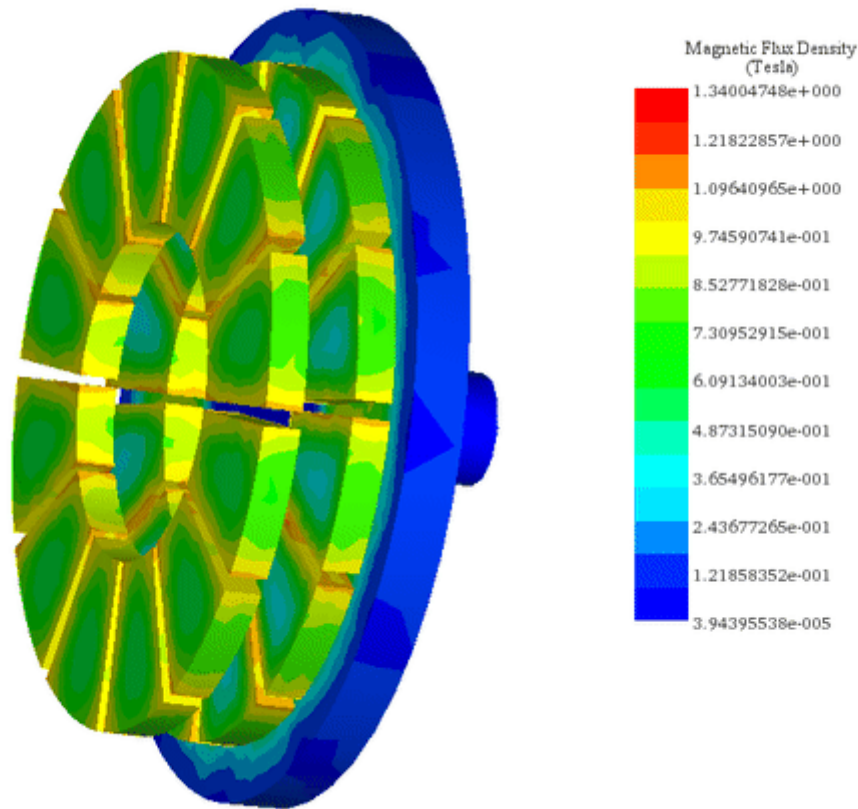 Magnetic Flux Density
(Tesla)
1.34004748e+000
1.21822857e+000
1.09640965e+000
9.74590741e-001
8.52771828e-001
7.30952915e-001
6.09134003e-001
4.87315090e-001
3.65496177e-001
2.43677265e-001
1.21858352e-001
3.94395538e-005